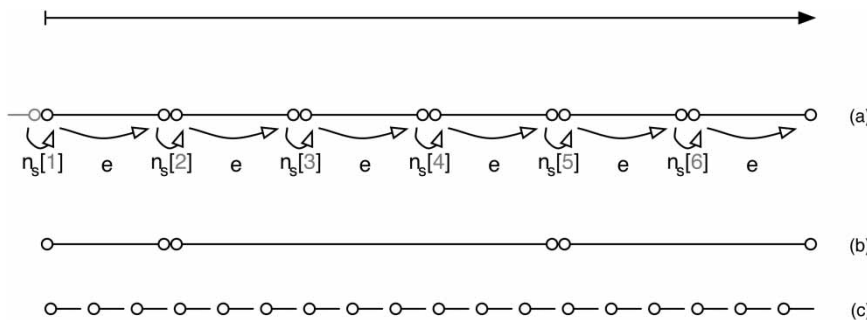 (a)
nₛ[1] e nₛ[2] e nₛ[3] e nₛ[4] e nₛ[5] e nₛ[6] e
(b)
(c)